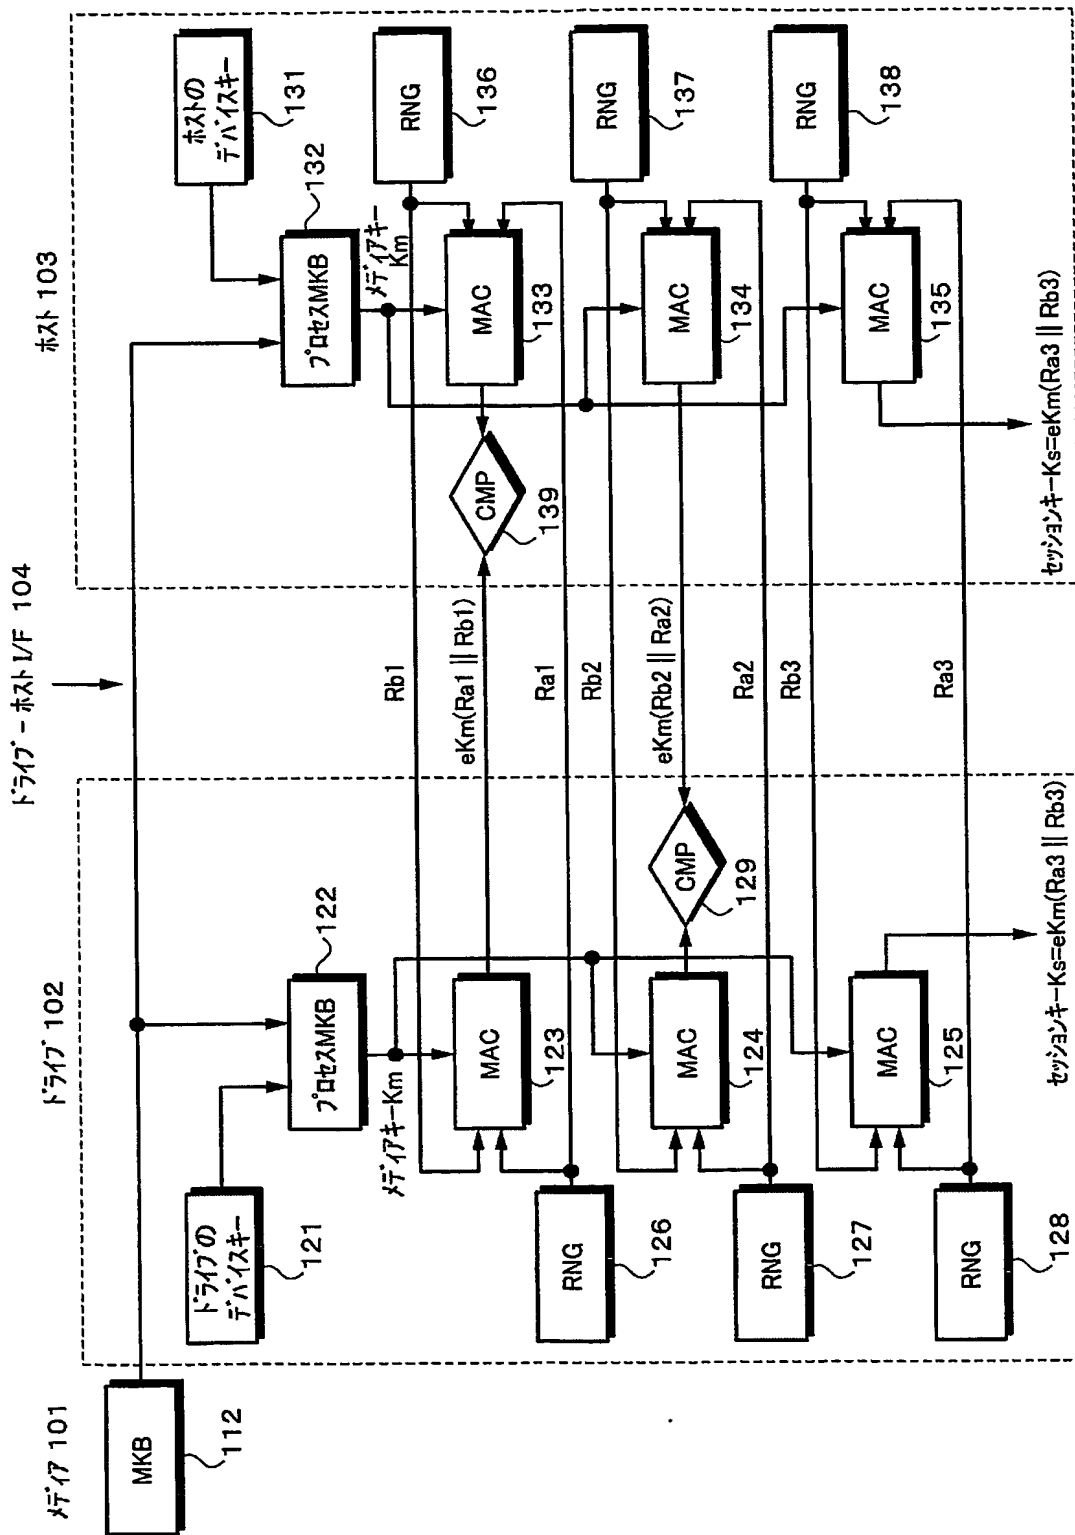 メディア 101
MKB
112
ドライブ 102
ドライブの
デバイスキー
121
プロセスMKB
122
メディアキーKm
MAC
123
RNG
126
MAC
124
CMP
129
RNG
127
MAC
125
RNG
128
セッションキーKs=eKm(Ra3 || Rb3)
ドライブ－ホストI/F 104
Rb1
eKm(Ra1 || Rb1)
Ra1
Rb2
eKm(Rb2 || Ra2)
Ra2
Rb3
Ra3
ホスト 103
ホストの
デバイスキー
131
プロセスMKB
132
メディアキー
Km
RNG
136
MAC
133
CMP
139
RNG
137
MAC
134
RNG
138
MAC
135
セッションキーKs=eKm(Ra3 || Rb3)